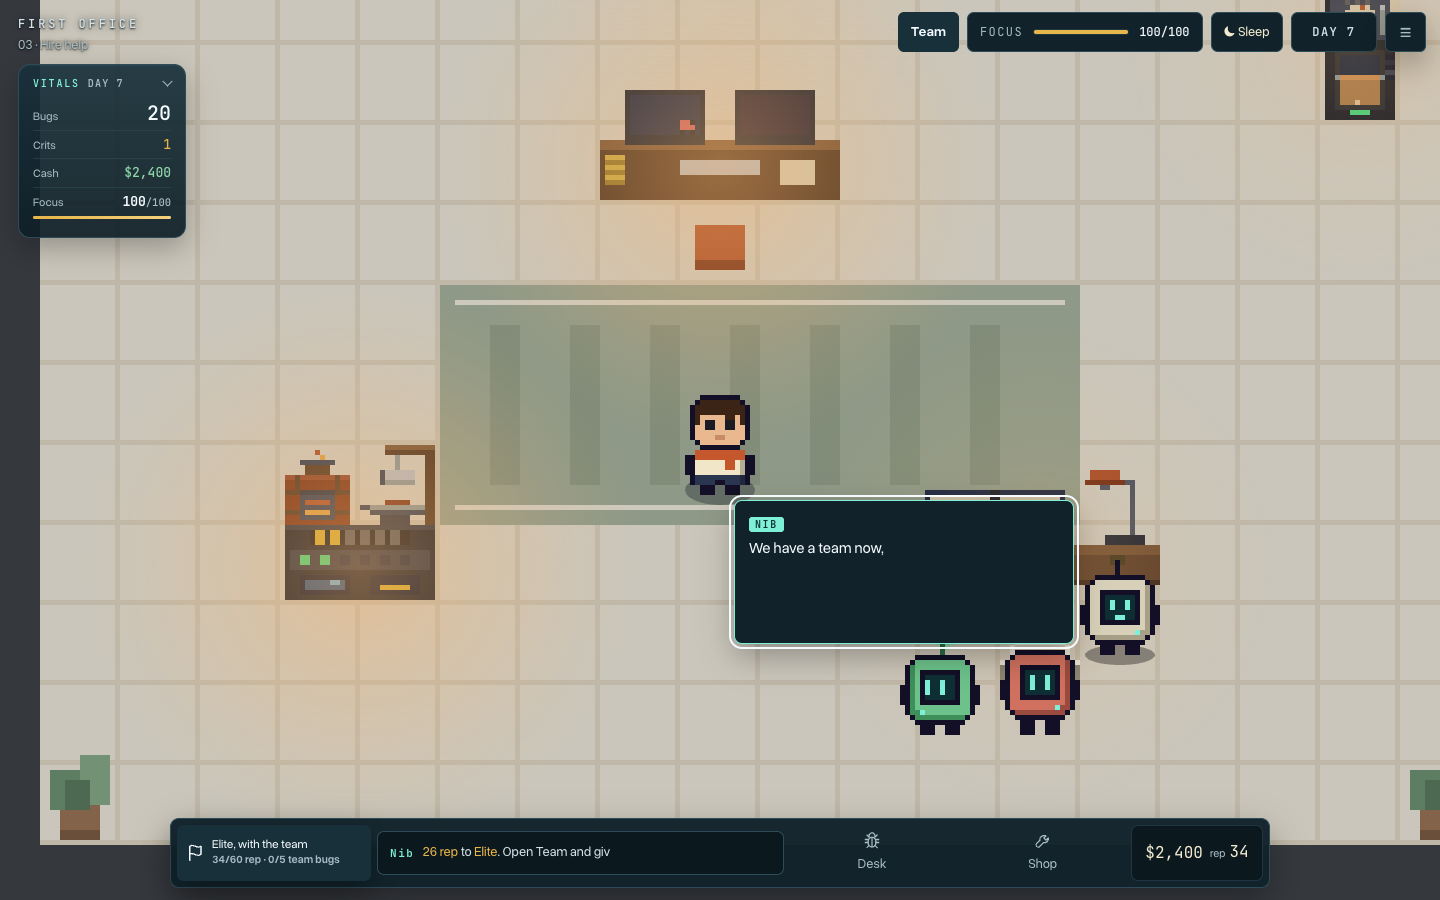 FIRST OFFICE
03 · Hire help
Team
FOCUS 100/100
Sleep
DAY 7
VITALS DAY 7
Bugs 20
Crits 1
Cash $2,400
Focus 100/100
NIB
We have a team now,
Elite, with the team
34/60 rep · 0/5 team bugs
Nib 26 rep to Elite. Open Team and giv
Desk
Shop
$2,400 rep 34